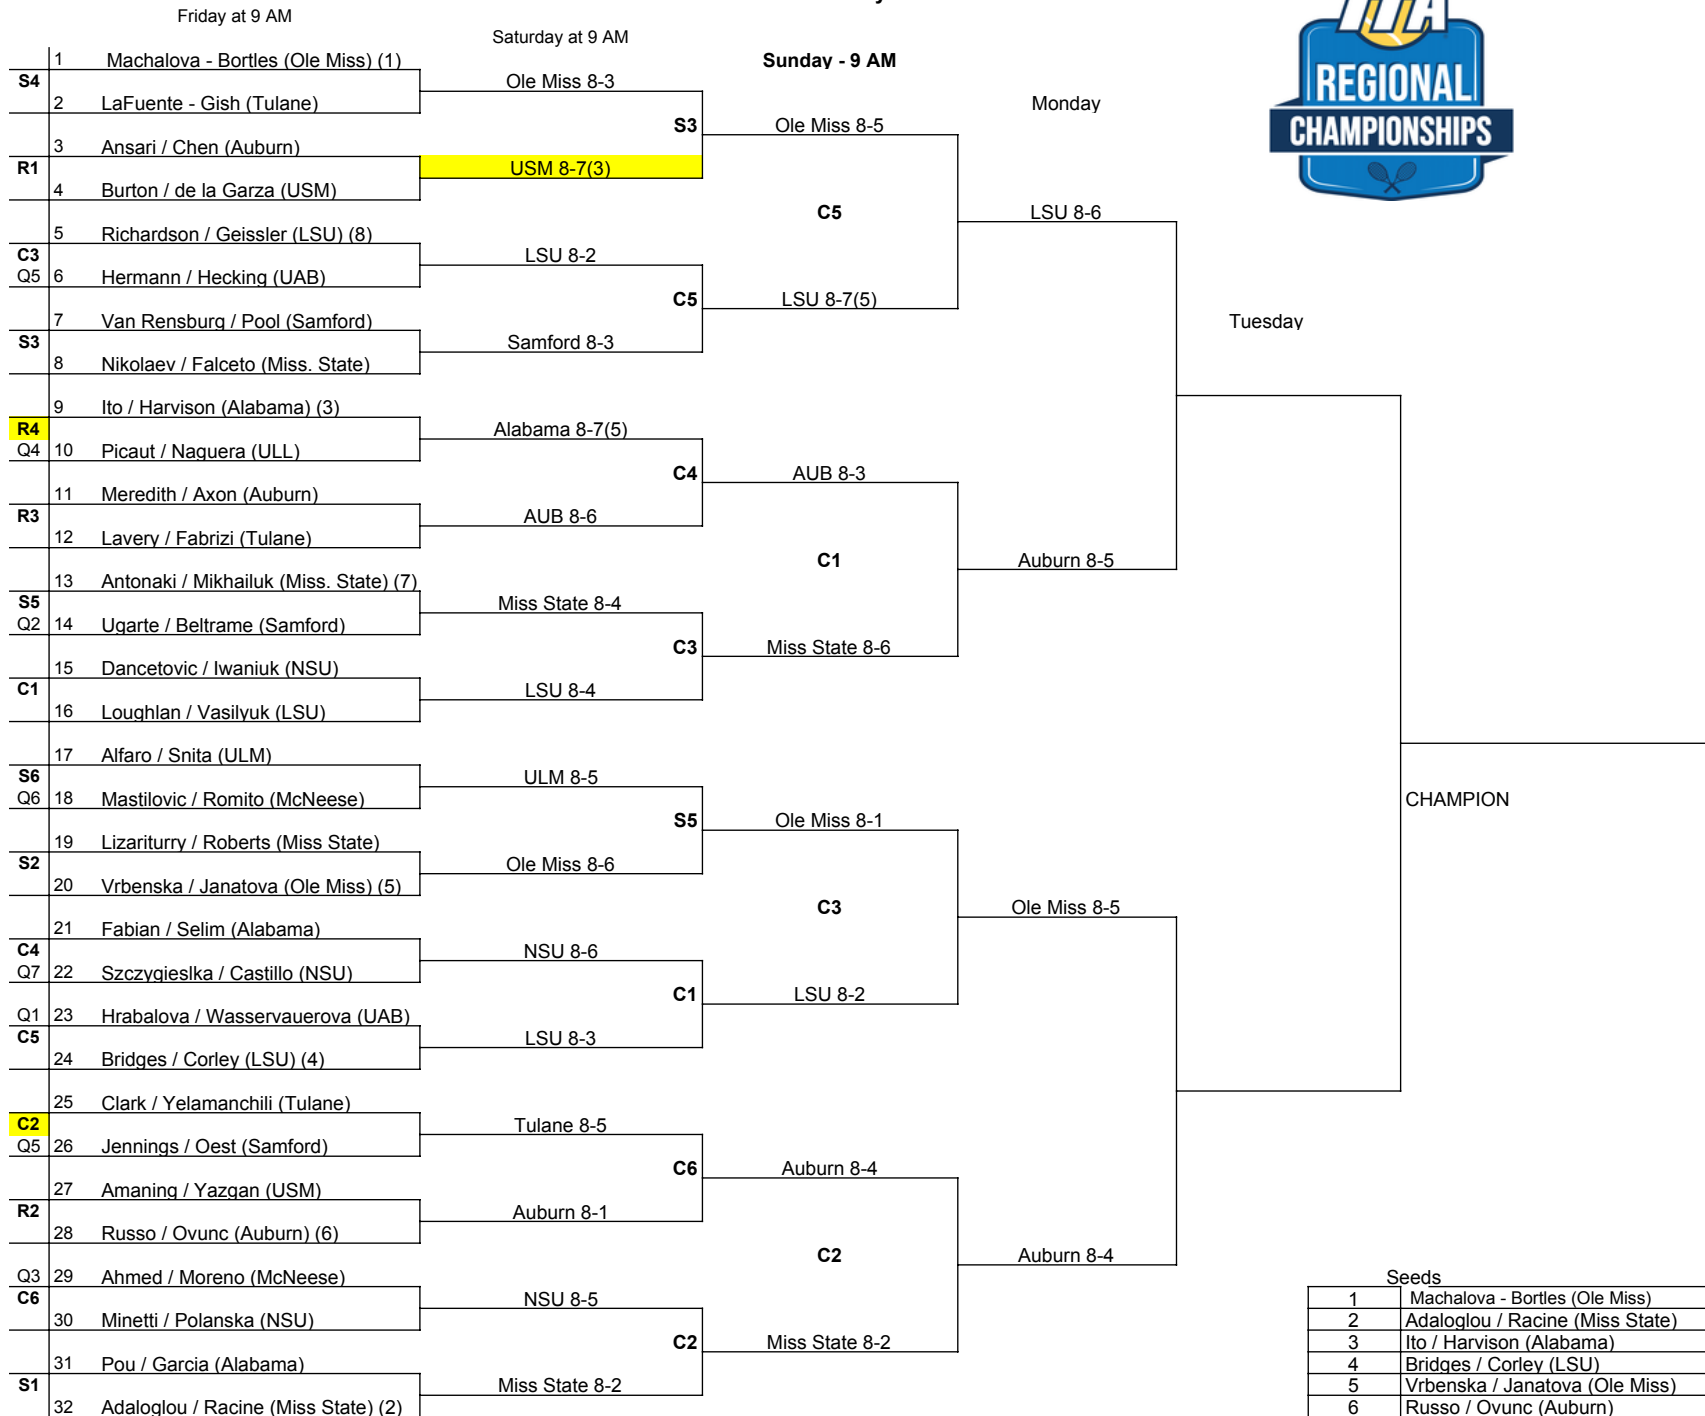 Friday at 9 AM
Saturday at 9 AM
Sunday - 9 AM
Monday
Tuesday
ITA
REGIONAL
CHAMPIONSHIPS
1 Machalova - Bortles (Ole Miss) (1)
S4
Ole Miss 8-3
2 LaFuente - Gish (Tulane)
S3
Ole Miss 8-5
3 Ansari / Chen (Auburn)
R1
USM 8-7(3)
4 Burton / de la Garza (USM)
C5
LSU 8-6
5 Richardson / Geissler (LSU) (8)
C3
LSU 8-2
Q5 6 Hermann / Hecking (UAB)
C5
LSU 8-7(5)
7 Van Rensburg / Pool (Samford)
S3
Samford 8-3
8 Nikolaev / Falceto (Miss. State)
9 Ito / Harvison (Alabama) (3)
R4
Alabama 8-7(5)
Q4 10 Picaut / Naguera (ULL)
C4
AUB 8-3
11 Meredith / Axon (Auburn)
R3
AUB 8-6
12 Lavery / Fabrizi (Tulane)
C1
Auburn 8-5
13 Antonaki / Mikhailuk (Miss. State) (7)
S5
Miss State 8-4
Q2 14 Ugarte / Beltrame (Samford)
C3
Miss State 8-6
15 Dancetovic / Iwaniuk (NSU)
C1
LSU 8-4
16 Loughlan / Vasilyuk (LSU)
17 Alfaro / Snita (ULM)
S6
ULM 8-5
Q6 18 Mastilovic / Romito (McNeese)
CHAMPION
S5
Ole Miss 8-1
19 Lizariturry / Roberts (Miss State)
S2
Ole Miss 8-6
20 Vrbenska / Janatova (Ole Miss) (5)
C3
Ole Miss 8-5
21 Fabian / Selim (Alabama)
C4
NSU 8-6
Q7 22 Szczygieslka / Castillo (NSU)
C1
LSU 8-2
Q1 23 Hrabalova / Wasservauerova (UAB)
C5
LSU 8-3
24 Bridges / Corley (LSU) (4)
25 Clark / Yelamanchili (Tulane)
C2
Tulane 8-5
Q5 26 Jennings / Oest (Samford)
C6
Auburn 8-4
27 Amaning / Yazgan (USM)
R2
Auburn 8-1
28 Russo / Ovunc (Auburn) (6)
C2
Auburn 8-4
Q3 29 Ahmed / Moreno (McNeese)
C6
NSU 8-5
30 Minetti / Polanska (NSU)
C2
Miss State 8-2
31 Pou / Garcia (Alabama)
S1
Miss State 8-2
32 Adaloglou / Racine (Miss State) (2)
Seeds
1 Machalova - Bortles (Ole Miss)
2 Adaloglou / Racine (Miss State)
3 Ito / Harvison (Alabama)
4 Bridges / Corley (LSU)
5 Vrbenska / Janatova (Ole Miss)
6 Russo / Ovunc (Auburn)